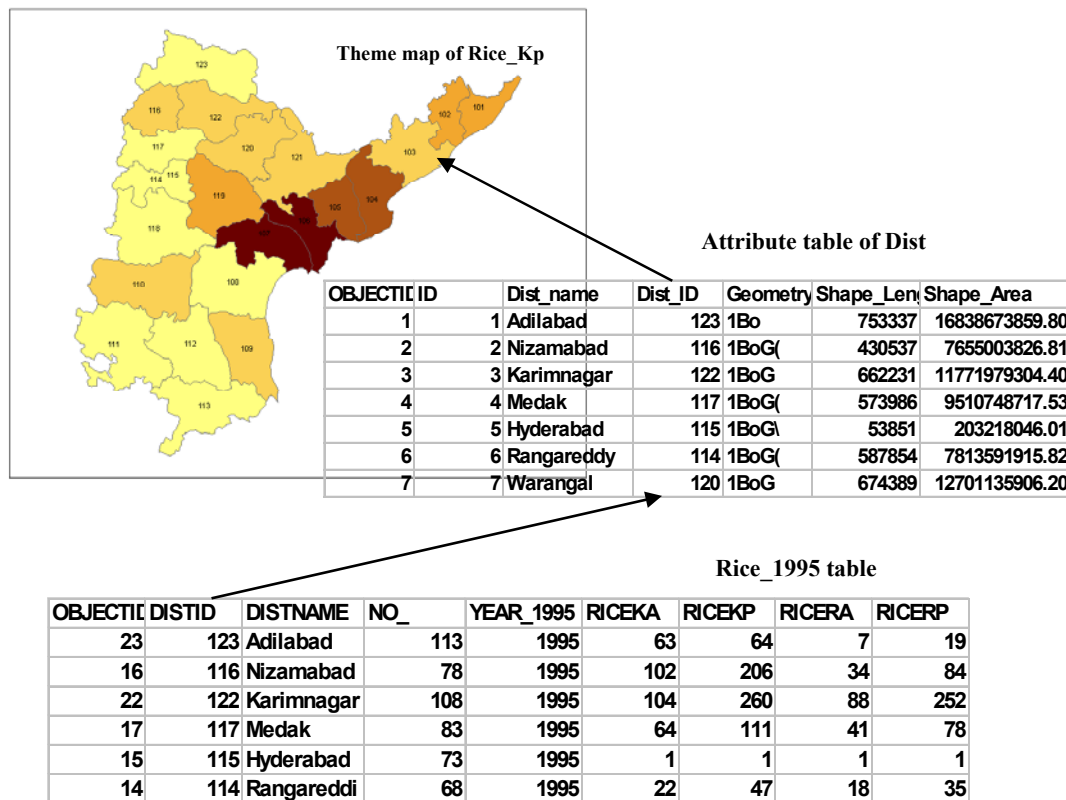 Theme map of Rice_Kp
123
116
122
117
120
121
114
115
119
118
102
101
103
104
105
110
108
111
112
109
113
Attribute table of Dist
OBJECTID ID Dist_name Dist_ID Geometry Shape_Len Shape_Area
1 1 Adilabad 123 1Bo 753337 16838673859.80
2 2 Nizamabad 116 1BoG( 430537 7655003826.81
3 3 Karimnagar 122 1BoG 662231 11771979304.40
4 4 Medak 117 1BoG( 573986 9510748717.53
5 5 Hyderabad 115 1BoG\ 53851 203218046.01
6 6 Rangareddy 114 1BoG( 587854 7813591915.82
7 7 Warangal 120 1BoG 674389 12701135906.20
Rice_1995 table
OBJECTID DISTID DISTNAME NO_ YEAR_1995 RICEKA RICEKP RICERA RICERP
23 123 Adilabad 113 1995 63 64 7 19
16 116 Nizamabad 78 1995 102 206 34 84
22 122 Karimnagar 108 1995 104 260 88 252
17 117 Medak 83 1995 64 111 41 78
15 115 Hyderabad 73 1995 1 1 1 1
14 114 Rangareddi 68 1995 22 47 18 35